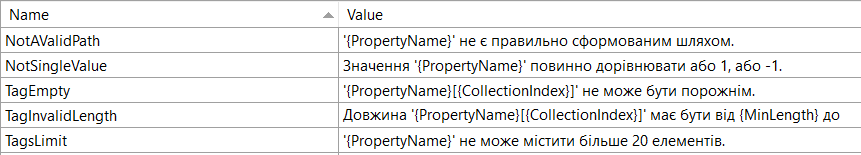 Name Value
NotAValidPath '{PropertyName}' не є правильно сформованим шляхом.
NotSingleValue Значення '{PropertyName}' повинно дорівнювати або 1, або -1.
TagEmpty '{PropertyName}[{CollectionIndex}]' не може бути порожнім.
TagInvalidLength Довжина '{PropertyName}[{CollectionIndex}]' має бути від {MinLength} до
TagsLimit '{PropertyName}' не може містити більше 20 елементів.